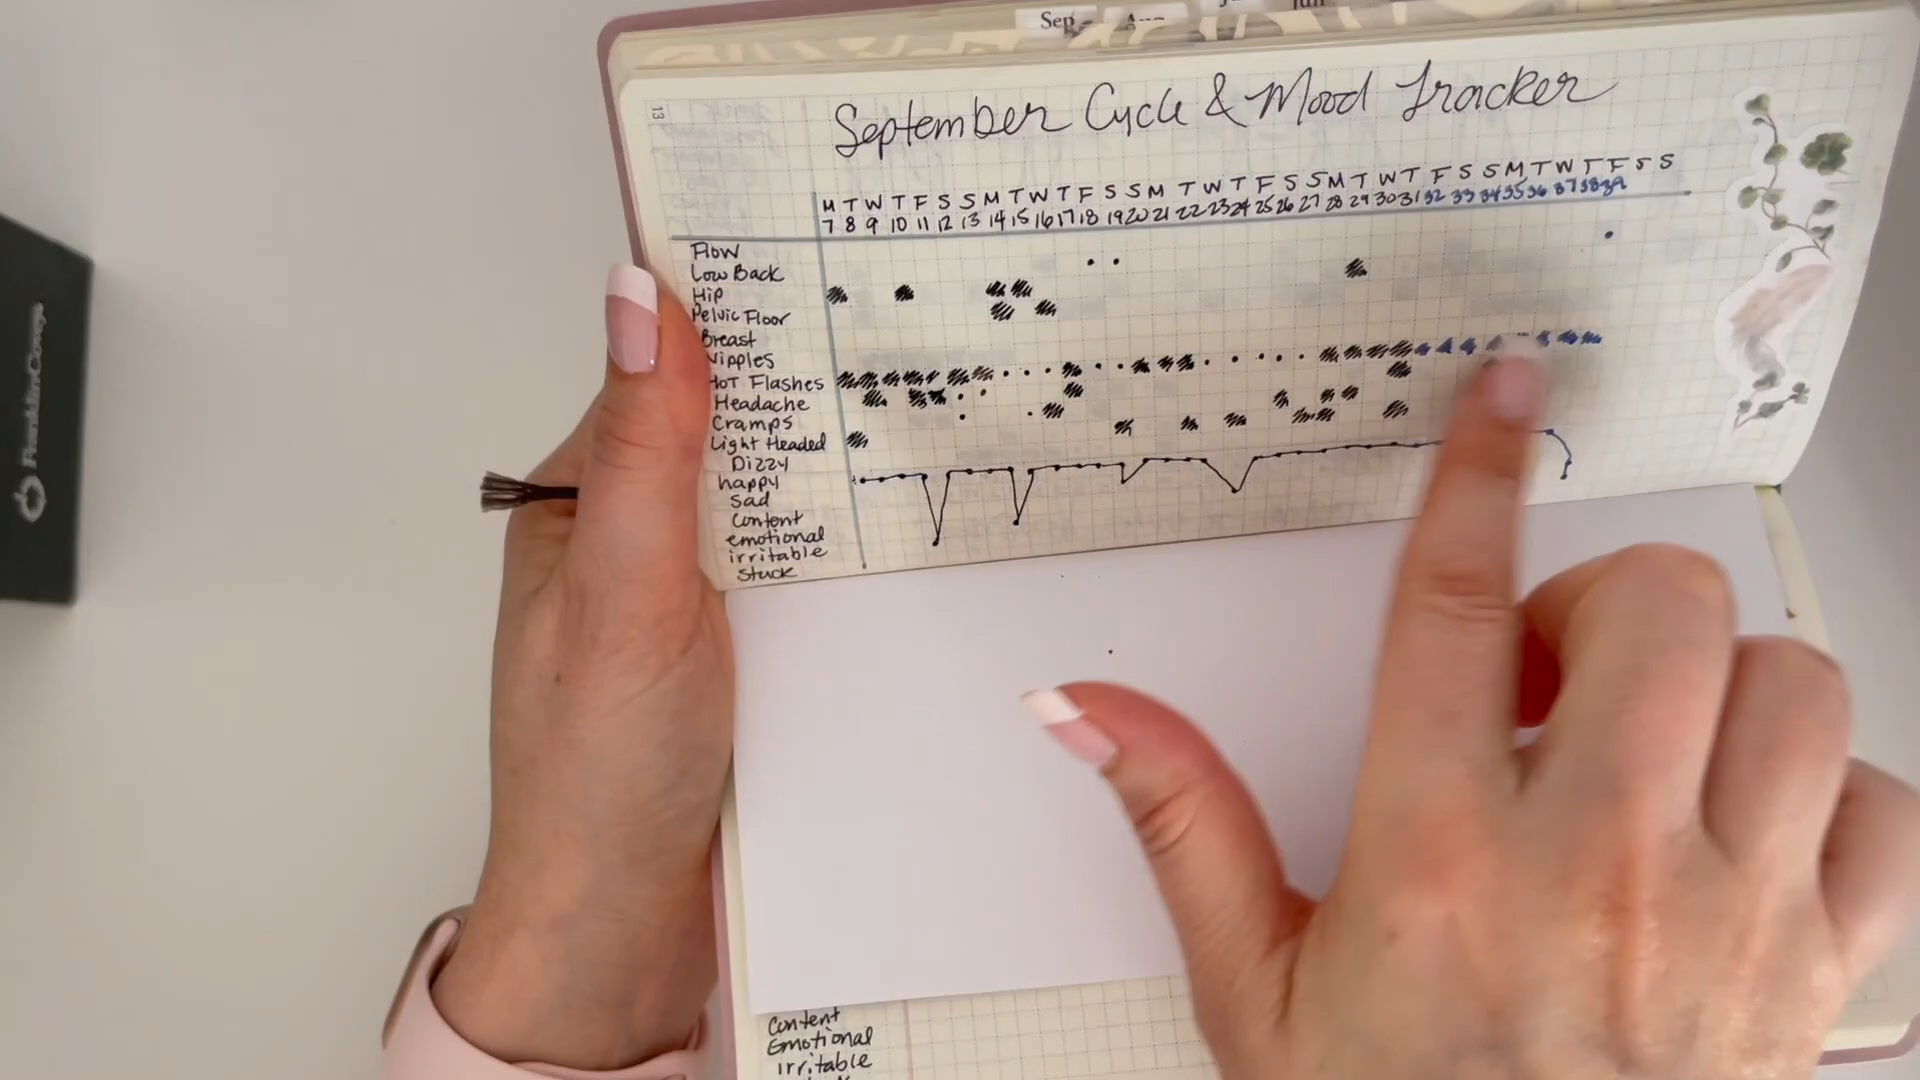 Sep
Jun
13
September Cycle & Mood Tracker
M T W T F S S M T W T F S S M T W T F S S M T W T F S S M T W T F S S
7 8 9 10 11 12 13 14 15 16 17 18 19 20 21 22 23 24 25 26 27 28 29 30 31 32 33 34 35 36 37 38 39
Flow
Low Back
Hip
Pelvic Floor
Breast
Nipples
Hot Flashes
Headache
Cramps
Light Headed
Dizzy
happy
Sad
Content
emotional
irritable
Stuck
Content
Emotional
irritable
FranklinCovey